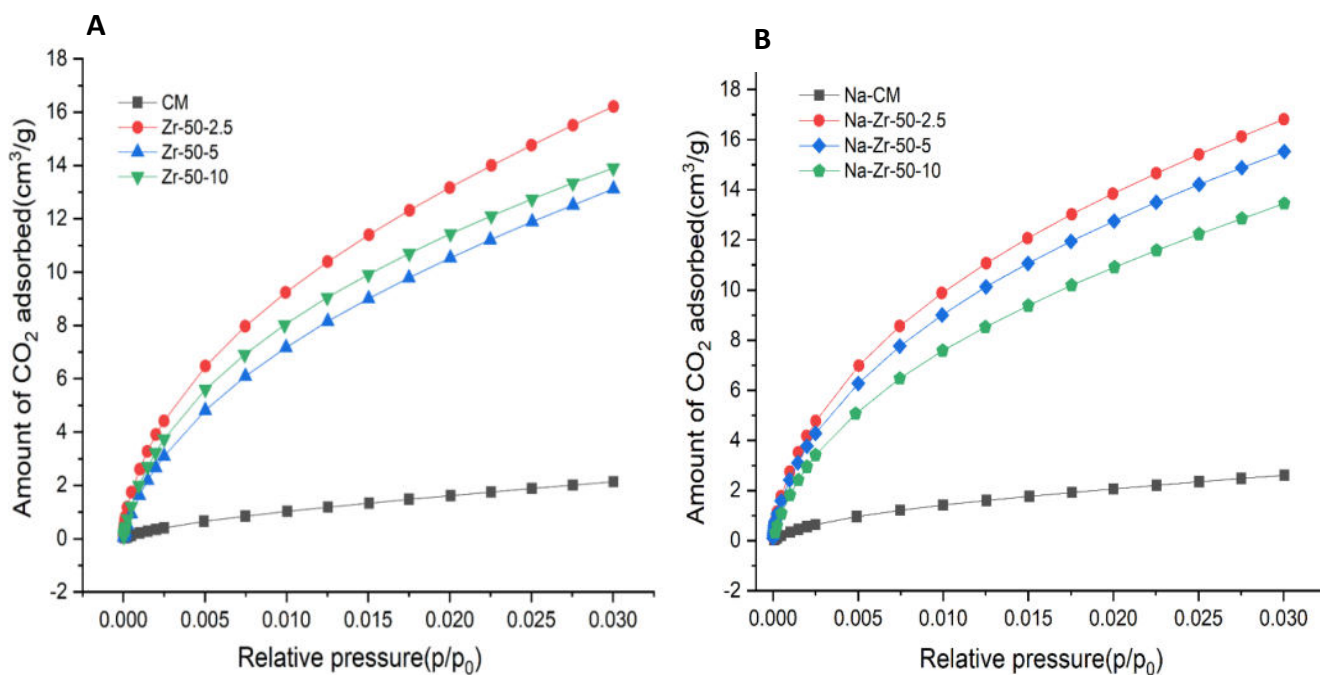 A
18
16
14
12
10
8
6
4
2
0
-2
Amount of CO₂ adsorbed(cm³/g)
CM
Zr-50-2.5
Zr-50-5
Zr-50-10
0.000 0.005 0.010 0.015 0.020 0.025 0.030
Relative pressure(p/p₀)
B
18
16
14
12
10
8
6
4
2
0
-2
Amount of CO₂ adsorbed(cm³/g)
Na-CM
Na-Zr-50-2.5
Na-Zr-50-5
Na-Zr-50-10
0.000 0.005 0.010 0.015 0.020 0.025 0.030
Relative pressure(p/p₀)